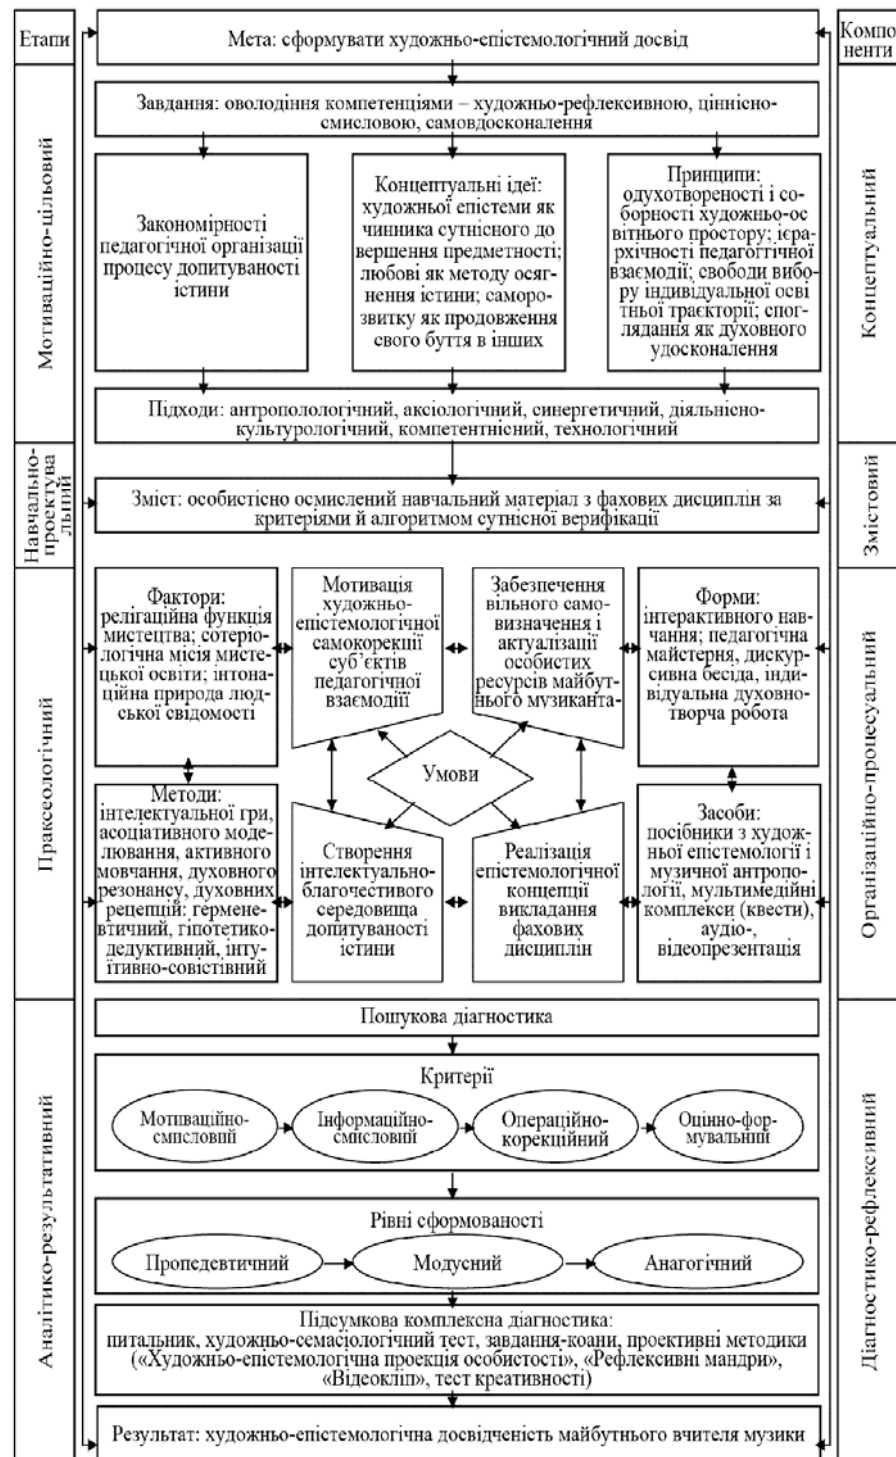 Етапи
Мета: сформувати художньо-епістемологічний досвід
Компо
ненти
Мотиваційно-цільовий
Завдання: оволодіння компетенціями – художньо-рефлексивною, ціннісно-
смисловою, самовдосконалення
Концептуальний
Закономірності
педагогічної організації
процесу допитуваності
істини
Концептуальні ідеї:
художньої епістеми як
чинника сутнісного до
вершення предметності;
любові як методу осяг-
нення істини; саморо-
звитку як продовження
свого буття в інших
Принципи:
одухотвореності і со-
борності художньо-ос-
вітнього простору; ієра-
рхічності педагоггічної
взаємодії; свободи вибо-
ру індивідуальної осві
тньої траєкторії; спог-
лядання як духовного
удосконалення
Підходи: антропологогічний, аксіологічний, синергетичний, діяльнісно-
культурологічний, компетентнісний, технологічний
Навчально-
проектува
льний
Зміст: особистісно осмислений навчальний матеріал з фахових дисциплін за
критеріями й алгоритмом сутнісної верифікації
Змістовий
Праксеологічний
Фактори:
релігаційна функція
мистецтва; сотеріо-
логічна місія мисте-
цької освіти; інтона-
ційна природа люд-
ської свідомості
Мотивація
художньо-
епістемологічної
самокорекції
суб’єктів
педагогічної
взаємодіїї
Забезпечення
вільного само-
визначення і
актуалізації
особистих
ресурсів майбут-
нього музиканта-
Форми:
інтерактивного нав-
чання; педагогічна
майстерня, дискур-
сивна бесіда, інди-
відуальна духовно-
творча робота
Організаційно-процесуальний
Умови
Методи:
інтелектуальної гри,
асоціативного моде-
лювання, активного
мовчання, духовного
резонансу, духовних
рецепцій: герменев-
тичний, гіпотетико-
дедуктивний, інту-
їтивно-совістівний
Створення
інтелектуально-
благочестивого
середовища
допитуваності
істини
Реалізація
епістемологічної
концепції
викладання
фахових
дисциплін
Засоби:
посібники з худож-
ньої епістемології і
музичної антропо-
логії, мультимедійні
комплекси (квести),
аудіо-,
відеопрезентація
Аналітико-результативний
Пошукова діагностика
Діагностико-рефлексивний
Критерії
Мотиваційно-
смисловий
Інформаційно-
смисловий
Операційно-
корекційний
Оцінно-фор-
мувальний
Рівні сформованості
Пропедевтичний
Модусний
Анагогічний
Підсумкова комплексна діагностика:
питальник, художньо-семасіологічний тест, завдання-коани, проективні методики
(«Художньо-епістемологічна проекція особистості», «Рефлексивні мандри»,
«Відеокліп», тест креативності)
Результат: художньо-епістемологічна досвідченість майбутнього вчителя музики